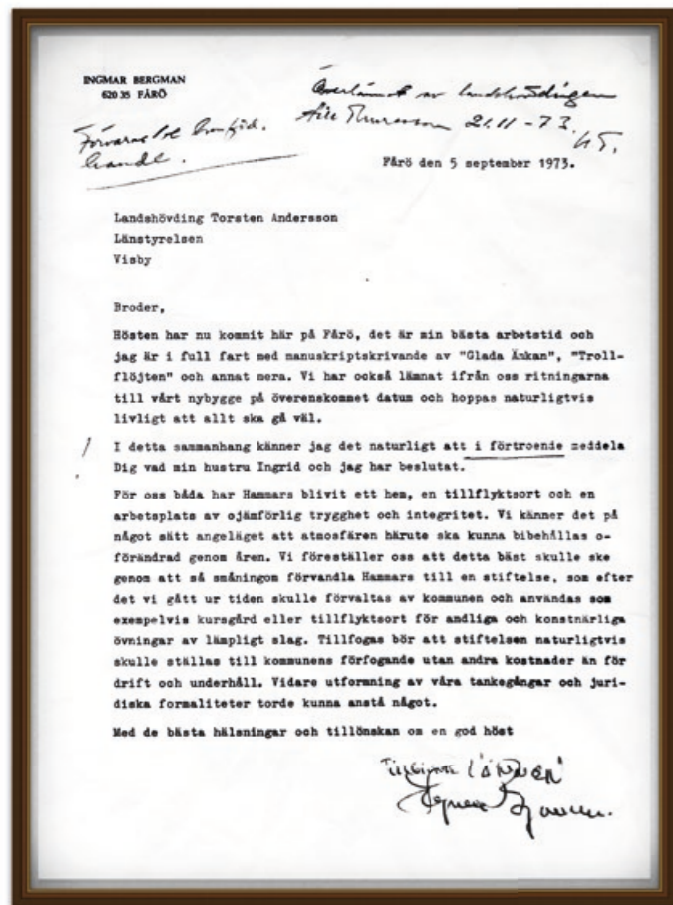 INGMAR BERGMAN
620 35 FÅRÖ
Överlämnat av landshövdingen
21.11 - 73.
Förvaras
Fårö den 5 september 1973.
Landshövding Torsten Andersson
Länstyrelsen
Visby
Broder,
Hösten har nu kommit här på Fårö, det är min bästa arbetstid och
jag är i full fart med manuskriptskrivande av "Glada Änkan", "Troll-
flöjten" och annat mera. Vi har också lämnat ifrån oss ritningarna
till vårt nybygge på överenskommet datum och hoppas naturligtvis
livligt att allt ska gå väl.
I detta sammanhang känner jag det naturligt att i förtroende meddela
Dig vad min hustru Ingrid och jag har beslutat.
För oss båda har Hammars blivit ett hem, en tillflyktsort och en
arbetsplats av ojämförlig trygghet och integritet. Vi känner det på
något sätt angeläget att atmosfären härute ska kunna bibehållas o-
förändrad genom åren. Vi föreställer oss att detta bäst skulle ske
genom att så småningom förvandla Hammars till en stiftelse, som efter
det vi gått ur tiden skulle förvaltas av kommunen och användas som
exempelvis kursgård eller tillflyktsort för andliga och konstnärliga
övningar av lämpligt slag. Tillfogas bör att stiftelsen naturligtvis
skulle ställas till kommunens förfogande utan andra kostnader än för
drift och underhåll. Vidare utformning av våra tankegångar och juri-
diska formaliteter torde kunna anstå något.
Med de bästa hälsningar och tillönskan om en god höst